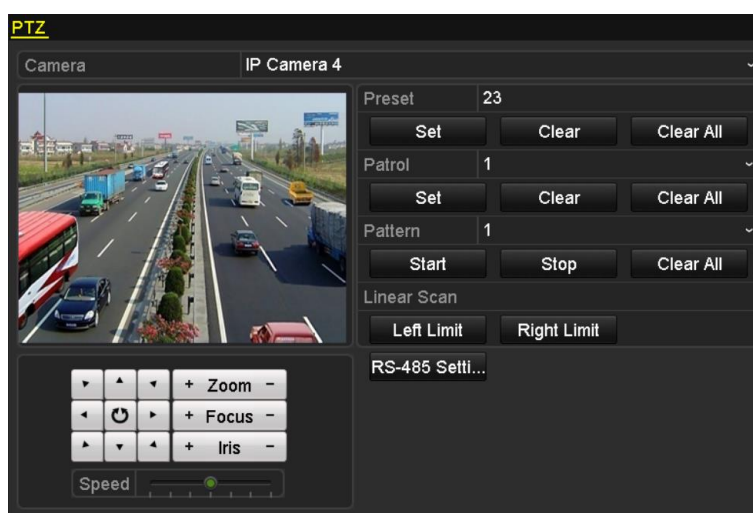 PTZ
Camera IP Camera 4
Preset 23
Set Clear Clear All
Patrol 1
Set Clear Clear All
Pattern 1
Start Stop Clear All
Linear Scan
Left Limit Right Limit
RS-485 Setti...
+ Zoom -
+ Focus -
+ Iris -
Speed